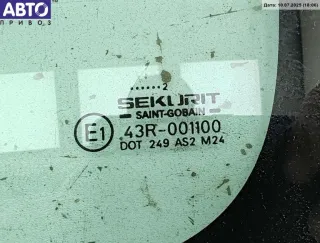 АВТО
ПРИВОЗ
Дата: 10.07.2025 (10:06)
......2
SEKURIT
SAINT-GOBAIN
E1 43R-001100
DOT 249 AS2 M24